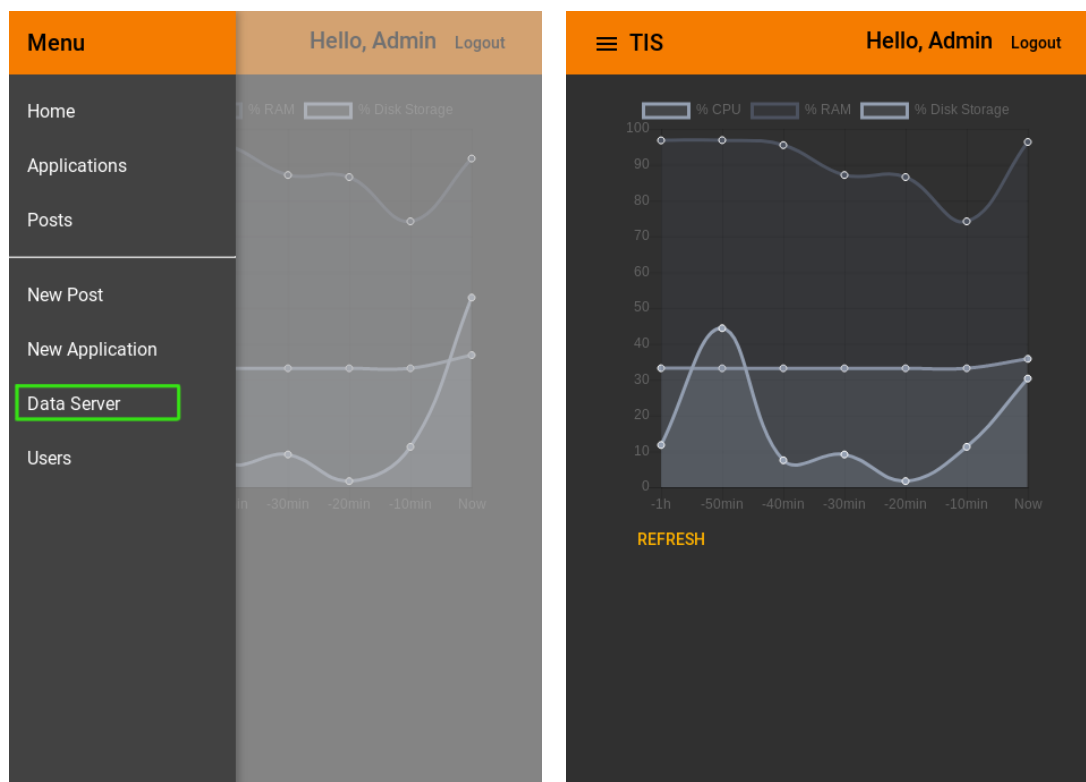 Menu
Hello, Admin Logout
Home
Applications
Posts
New Post
New Application
Data Server
Users
% RAM % Disk Storage
-30min -20min -10min Now
TIS
Hello, Admin Logout
% CPU % RAM % Disk Storage
100
90
80
70
60
50
40
30
20
10
0
-1h -50min -40min -30min -20min -10min Now
REFRESH